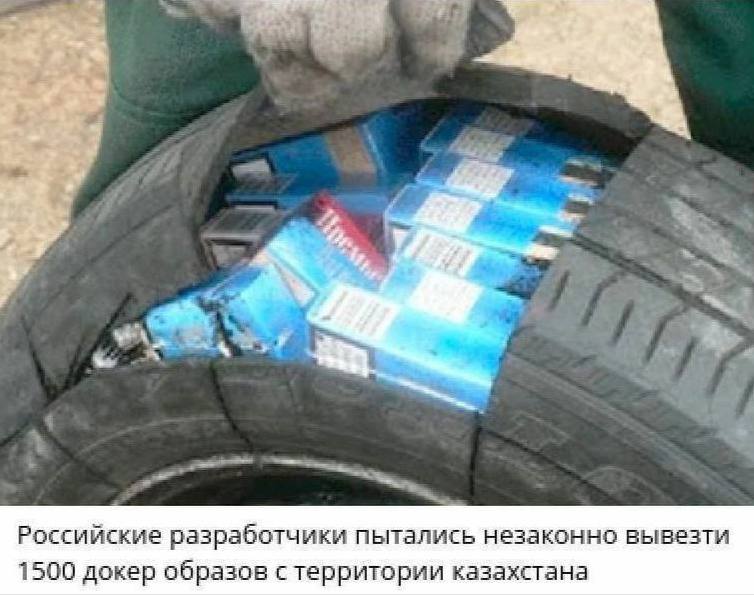 Российские разработчики пытались незаконно вывезти
1500 докер образов с территории казахстана